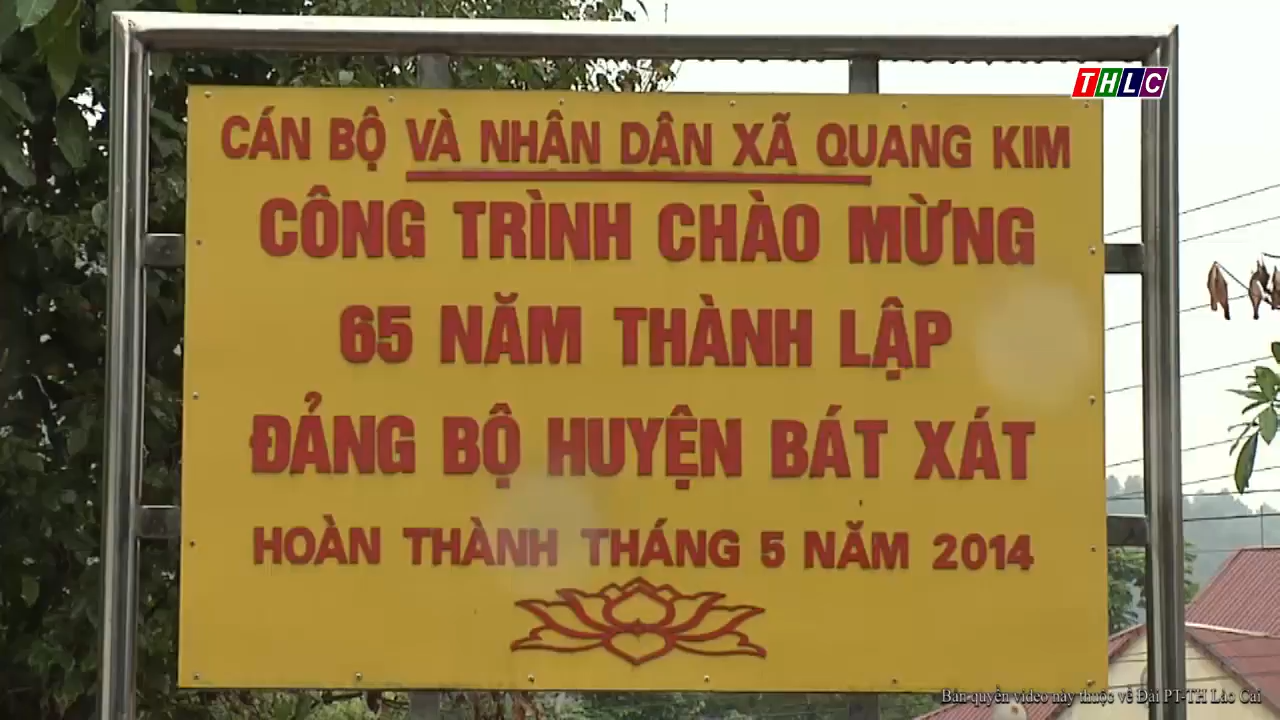 THLC
CÁN BỘ VÀ NHÂN DÂN XÃ QUANG KIM
CÔNG TRÌNH CHÀO MỪNG
65 NĂM THÀNH LẬP
ĐẢNG BỘ HUYỆN BÁT XÁT
HOÀN THÀNH THÁNG 5 NĂM 2014
Bản quyền video này thuộc về Đài PT-TH Lào Cai